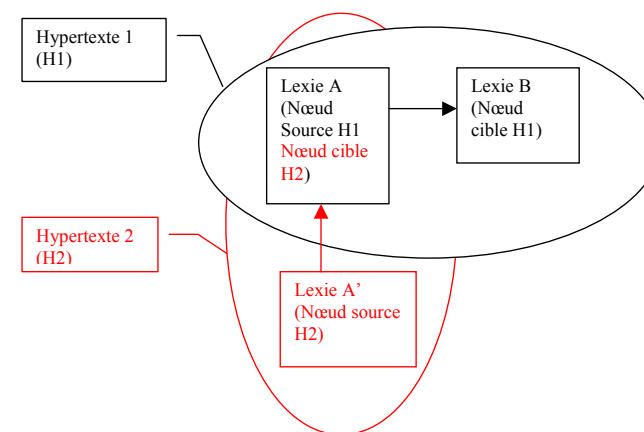 Hypertexte 1
(H1)
Lexie A
(Nœud
Source H1
Nœud cible
H2)
Lexie B
(Nœud
cible H1)
Hypertexte 2
(H2)
Lexie A’
(Nœud source
H2)